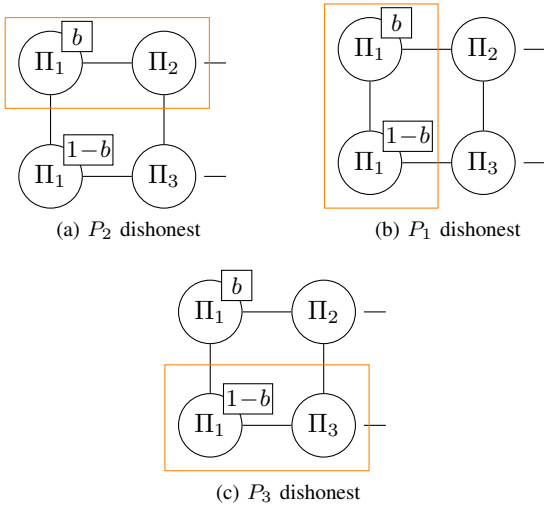 b
Π₁ Π₂
1−b
Π₁ Π₃
(a) P₂ dishonest
b
Π₁ Π₂
1−b
Π₁ Π₃
(b) P₁ dishonest
b
Π₁ Π₂
1−b
Π₁ Π₃
(c) P₃ dishonest